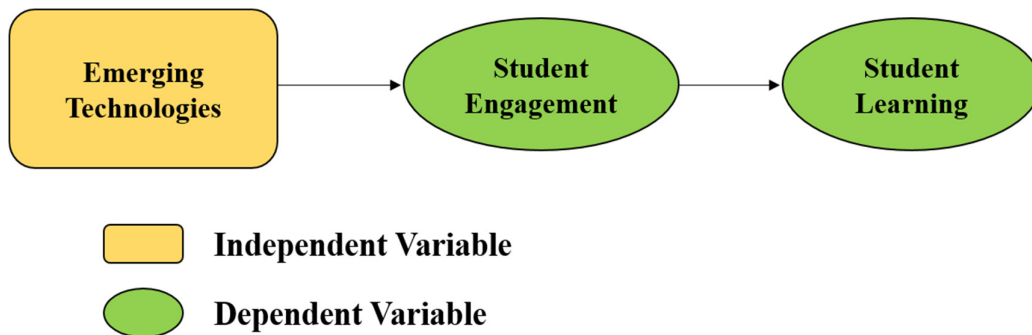 Emerging
Technologies
Student
Engagement
Student
Learning
Independent Variable
Dependent Variable